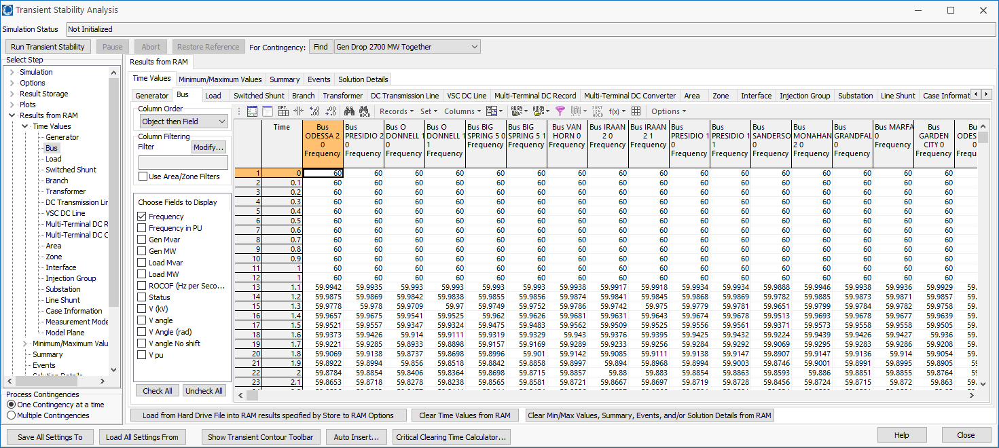 Transient Stability Analysis
Simulation Status Not Initialized
Run Transient Stability Pause Abort Restore Reference For Contingency: Find Gen Drop 2700 MW Together
Select Step
Simulation
Options
Result Storage
Plots
Results from RAM
Time Values
Generator
Bus
Load
Switched Shunt
Branch
Transformer
DC Transmission Lir
VSC DC Line
Multi-Terminal DC R
Multi-Terminal DC C
Area
Zone
Interface
Injection Group
Substation
Line Shunt
Case Information
Measurement Mode
Model Plane
Minimum/Maximum Valu
Summary
Events
Process Contingencies
One Contingency at a time
Multiple Contingencies
Results from RAM
Time Values Minimum/Maximum Values Summary Events Solution Details
Generator Bus Load Switched Shunt Branch Transformer DC Transmission Line VSC DC Line Multi-Terminal DC Record Multi-Terminal DC Converter Area Zone Interface Injection Group Substation Line Shunt Case Informat
Column Order
Object then Field
Column Filtering
Filter Modify...
Use Area/Zone Filters
Choose Fields to Display
Frequency
Frequency in PU
Gen Mvar
Gen MW
Load Mvar
Load MW
ROCOF (Hz per Seco...
Status
V (kV)
V angle
V Angle (rad)
V angle No shift
V pu
Check All Uncheck All
Records Set Columns f(x) Options
Time Bus Bus Bus O Bus O Bus BIG Bus BIG Bus VAN Bus IRAAN Bus IRAAN Bus Bus Bus Bus Bus Bus MARFA Bus Bu
ODESSA 2 PRESIDIO 2 DONNELL 1 DONNELL 1 SPRING 5 0 SPRING 5 1 HORN 0 2 0 2 1 PRESIDIO 1 PRESIDIO 1 SANDERSO MONAHAN GRANDFAL 0 GARDEN ODES
0 0 0 1 Frequency Frequency Frequency Frequency Frequency 0 1 0 2 0 0 Frequency CITY 0 0
Frequency Frequency Frequency Frequency Frequency Frequency Frequency Frequency Frequency Frequency Frequ
1 0 60 60 60 60 60 60 60 60 60 60 60 60 60 60 60 60
2 0.1 60 60 60 60 60 60 60 60 60 60 60 60 60 60 60 60
3 0.2 60 60 60 60 60 60 60 60 60 60 60 60 60 60 60 60
4 0.3 60 60 60 60 60 60 60 60 60 60 60 60 60 60 60 60
5 0.4 60 60 60 60 60 60 60 60 60 60 60 60 60 60 60 60
6 0.5 60 60 60 60 60 60 60 60 60 60 60 60 60 60 60 60
7 0.6 60 60 60 60 60 60 60 60 60 60 60 60 60 60 60 60
8 0.7 60 60 60 60 60 60 60 60 60 60 60 60 60 60 60 60
9 0.8 60 60 60 60 60 60 60 60 60 60 60 60 60 60 60 60
10 0.9 60 60 60 60 60 60 60 60 60 60 60 60 60 60 60 60
11 1 60 60 60 60 60 60 60 60 60 60 60 60 60 60 60 60
12 1 60 60 60 60 60 60 60 60 60 60 60 60 60 60 60 60
13 1.1 59.9942 59.9935 59.993 59.993 59.993 59.993 59.9938 59.9917 59.9918 59.9934 59.9934 59.9888 59.9946 59.9938 59.9936 59.9929 59.
14 1.2 59.9875 59.9869 59.9842 59.9838 59.9855 59.9856 59.9874 59.9841 59.9845 59.9868 59.9869 59.9782 59.9885 59.9873 59.9871 59.9857 59.
15 1.3 59.9778 59.978 59.9709 59.97 59.9749 59.9752 59.9786 59.9742 59.975 59.9779 59.9781 59.9651 59.9799 59.9784 59.9782 59.9758 59.
16 1.4 59.9657 59.9675 59.9541 59.9525 59.962 59.9626 59.9681 59.9631 59.9643 59.9674 59.9678 59.9513 59.9693 59.9678 59.9677 59.9639 59.
17 1.5 59.9521 59.9557 59.9347 59.9324 59.9475 59.9483 59.9562 59.9509 59.9525 59.9556 59.9561 59.9371 59.9573 59.9558 59.9558 59.9505 59.
18 1.6 59.9373 59.9426 59.914 59.9111 59.9319 59.9329 59.943 59.9376 59.9395 59.9425 59.9432 59.9224 59.9439 59.9426 59.9427 59.936 59.
19 1.7 59.9221 59.9285 59.8933 59.8898 59.9157 59.9169 59.9289 59.9233 59.9256 59.9284 59.9292 59.9069 59.9295 59.9283 59.9286 59.9208 59.
20 1.8 59.9069 59.9138 59.8737 59.8698 59.8996 59.901 59.9142 59.9085 59.9111 59.9138 59.9147 59.8907 59.9147 59.9136 59.914 59.9054 59.
21 1.9 59.8922 59.8994 59.856 59.8518 59.8842 59.8858 59.8997 59.894 59.8968 59.8994 59.9003 59.8746 59.9001 59.8991 59.8995 59.8905 59.
22 2 59.8784 59.8854 59.8406 59.8364 59.8698 59.8715 59.8857 59.88 59.883 59.8854 59.8863 59.8593 59.886 59.8851 59.8855 59.8764 59.
23 2.1 59.8653 59.8718 59.8278 59.8238 59.8565 59.8581 59.8721 59.8667 59.8697 59.8719 59.8728 59.8456 59.8724 59.8715 59.872 59.863 59.
Load from Hard Drive File into RAM results specified by Store to RAM Options Clear Time Values from RAM Clear Min/Max Values, Summary, Events, and/or Solution Details from RAM
Save All Settings To Load All Settings From Show Transient Contour Toolbar Auto Insert... Critical Clearing Time Calculator... Help Close